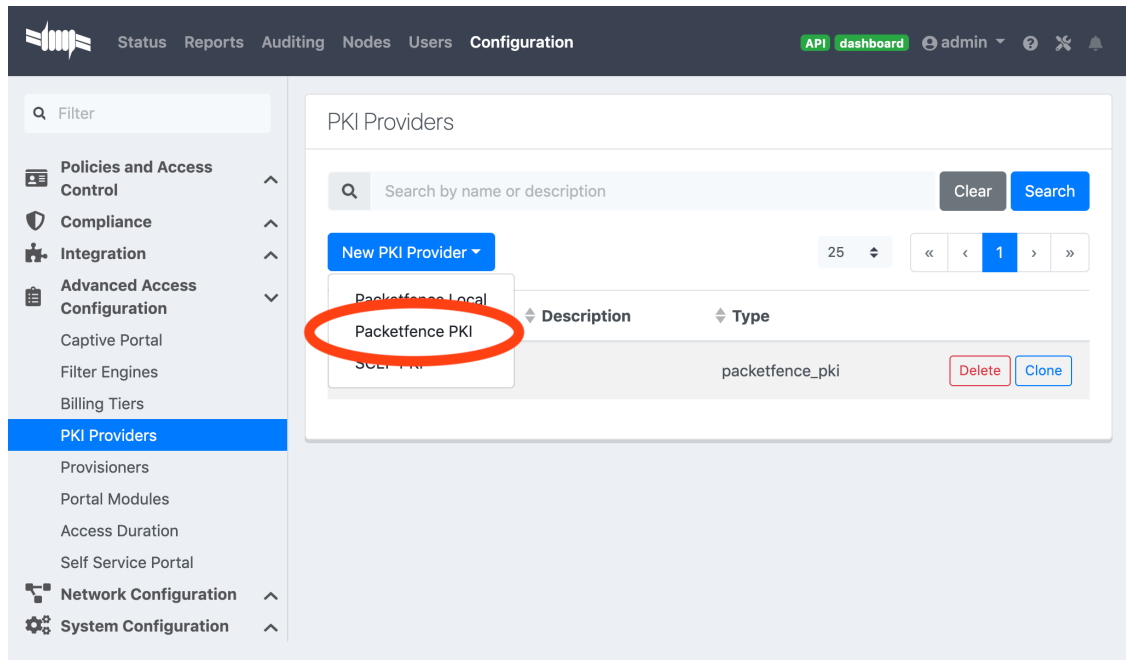 Status Reports Auditing Nodes Users Configuration API dashboard admin
Filter
Policies and Access
Control
Compliance
Integration
Advanced Access
Configuration
Captive Portal
Filter Engines
Billing Tiers
PKI Providers
Provisioners
Portal Modules
Access Duration
Self Service Portal
Network Configuration
System Configuration
PKI Providers
Search by name or description Clear Search
New PKI Provider 25 « ‹ 1 › »
Packetfence Local
Packetfence PKI
SCEP PKI
Description Type
packetfence_pki Delete Clone